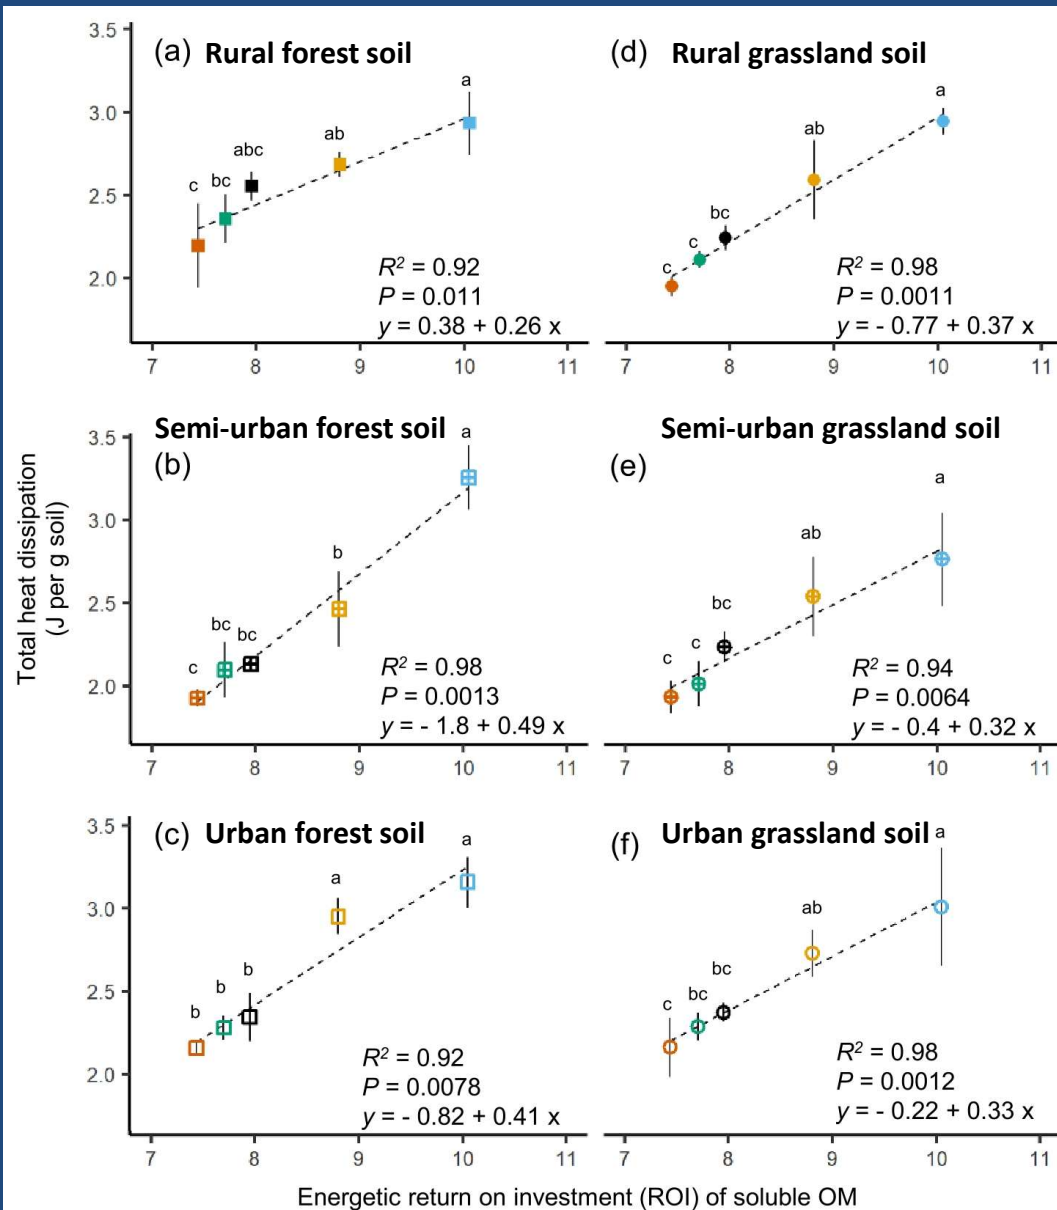 (a) Rural forest soil
3.5
3.0
2.5
2.0
c
bc
abc
ab
a
R² = 0.92
P = 0.011
y = 0.38 + 0.26 x
7 8 9 10 11
(d) Rural grassland soil
c
c
bc
ab
a
R² = 0.98
P = 0.0011
y = - 0.77 + 0.37 x
7 8 9 10 11
Total heat dissipation
(J per g soil)
Semi-urban forest soil
(b)
3.5
3.0
2.5
2.0
c
bc
bc
b
a
R² = 0.98
P = 0.0013
y = - 1.8 + 0.49 x
7 8 9 10 11
Semi-urban grassland soil
(e)
c
c
bc
ab
a
R² = 0.94
P = 0.0064
y = - 0.4 + 0.32 x
7 8 9 10 11
(c) Urban forest soil
3.5
3.0
2.5
2.0
b
b
b
a
a
R² = 0.92
P = 0.0078
y = - 0.82 + 0.41 x
7 8 9 10 11
(f) Urban grassland soil
c
bc
bc
ab
a
R² = 0.98
P = 0.0012
y = - 0.22 + 0.33 x
7 8 9 10 11
Energetic return on investment (ROI) of soluble OM